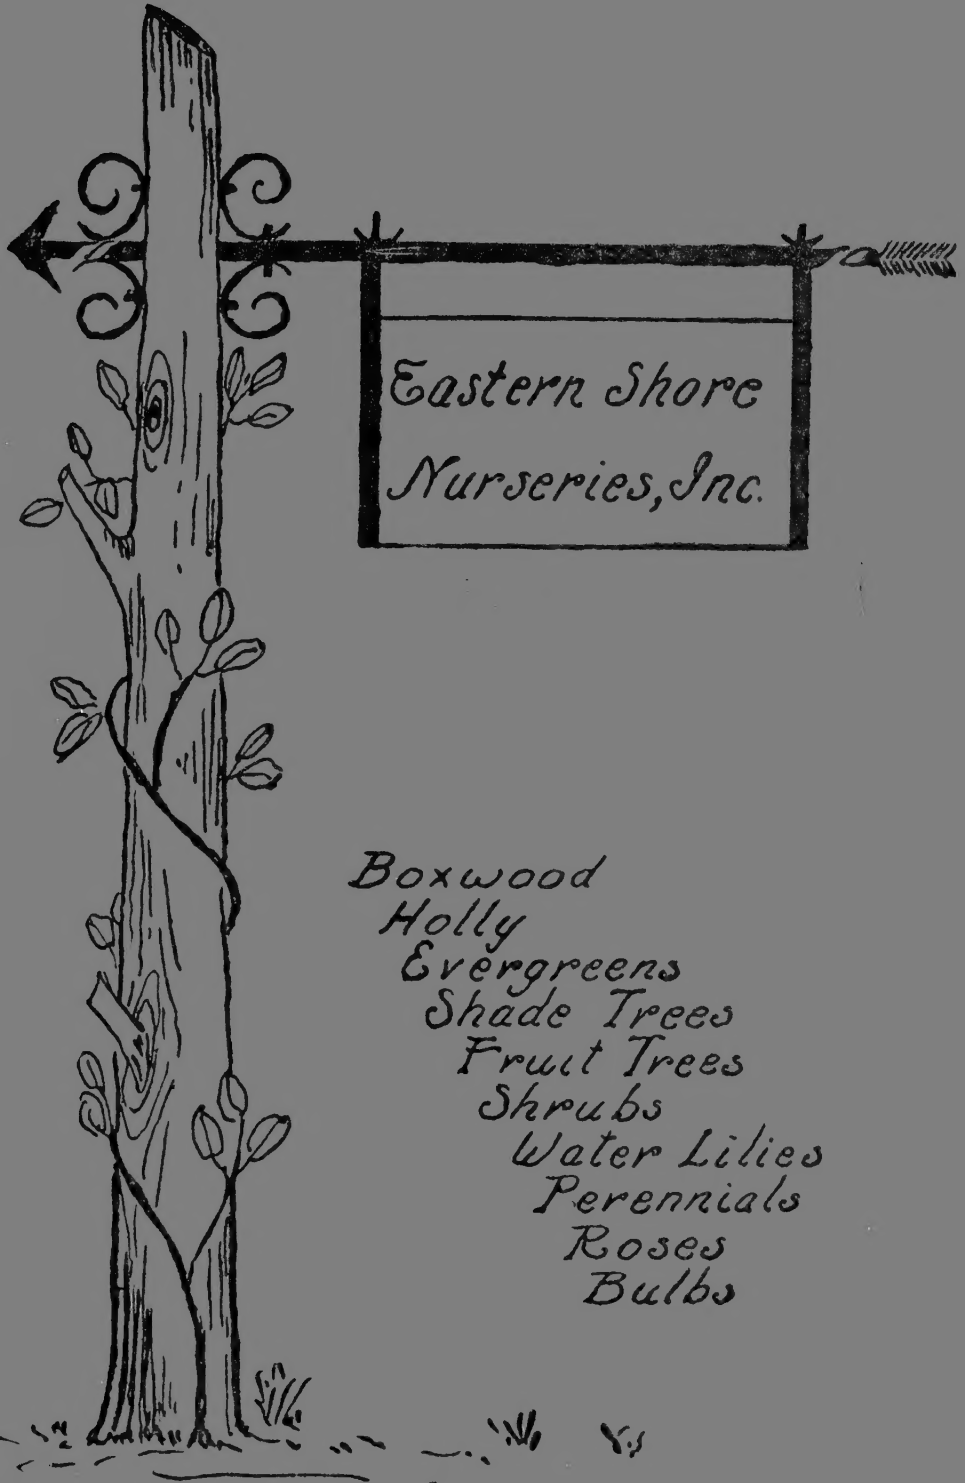 Eastern Shore
Nurseries, Inc.
Boxwood
Holly
Evergreens
Shade Trees
Fruit Trees
Shrubs
Water Lilies
Perennials
Roses
Bulbs